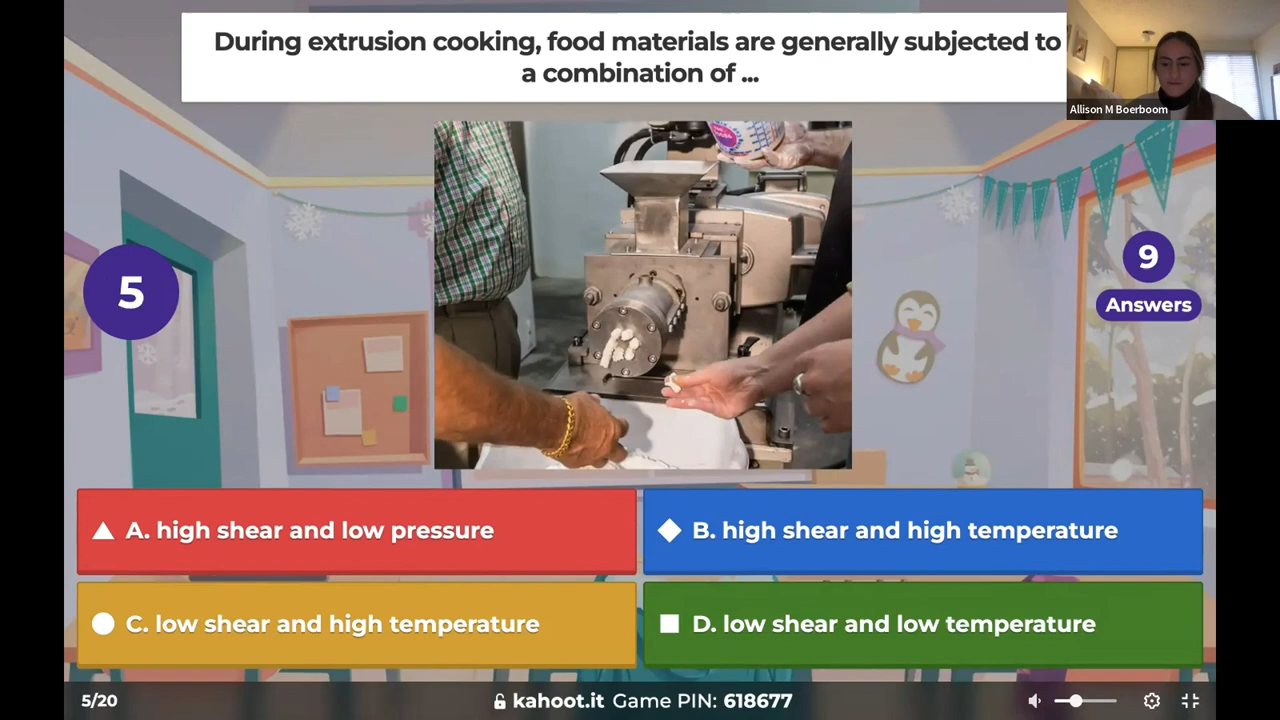 During extrusion cooking, food materials are generally subjected to
a combination of ...
Allison M Boerboom
5
9
Answers
A. high shear and low pressure
B. high shear and high temperature
C. low shear and high temperature
D. low shear and low temperature
5/20
kahoot.it Game PIN: 618677